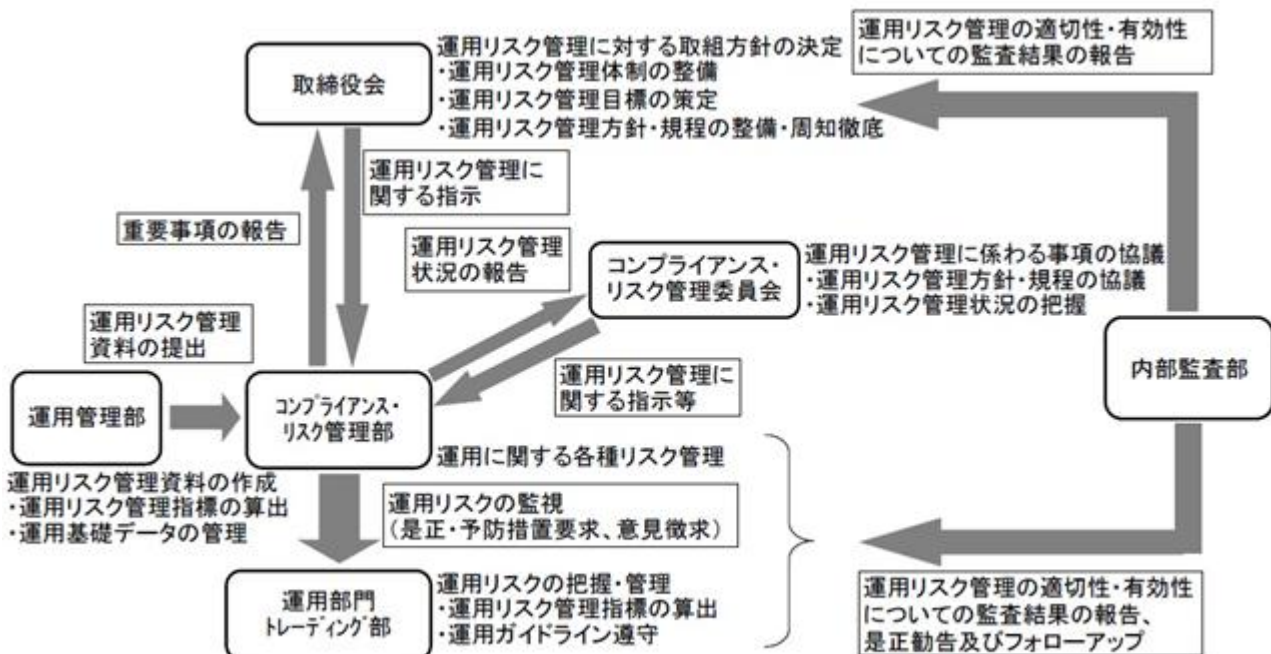 取締役会
運用リスク管理に対する取組方針の決定
・運用リスク管理体制の整備
・運用リスク管理目標の策定
・運用リスク管理方針・規程の整備・周知徹底
運用リスク管理の適切性・有効性
についての監査結果の報告
運用リスク管理に
関する指示
重要事項の報告
運用リスク管理
状況の報告
コンプライアンス・
リスク管理委員会
運用リスク管理に係わる事項の協議
・運用リスク管理方針・規程の協議
・運用リスク管理状況の把握
運用リスク管理
資料の提出
運用リスク管理に
関する指示等
内部監査部
運用管理部
コンプライアンス・
リスク管理部
運用に関する各種リスク管理
運用リスク管理資料の作成
・運用リスク管理指標の算出
・運用基礎データの管理
運用リスクの監視
(是正・予防措置要求、意見徴求)
運用部門
トレーディング部
運用リスクの把握・管理
・運用リスク管理指標の算出
・運用ガイドライン遵守
運用リスク管理の適切性・有効性
についての監査結果の報告、
是正勧告及びフォローアップ